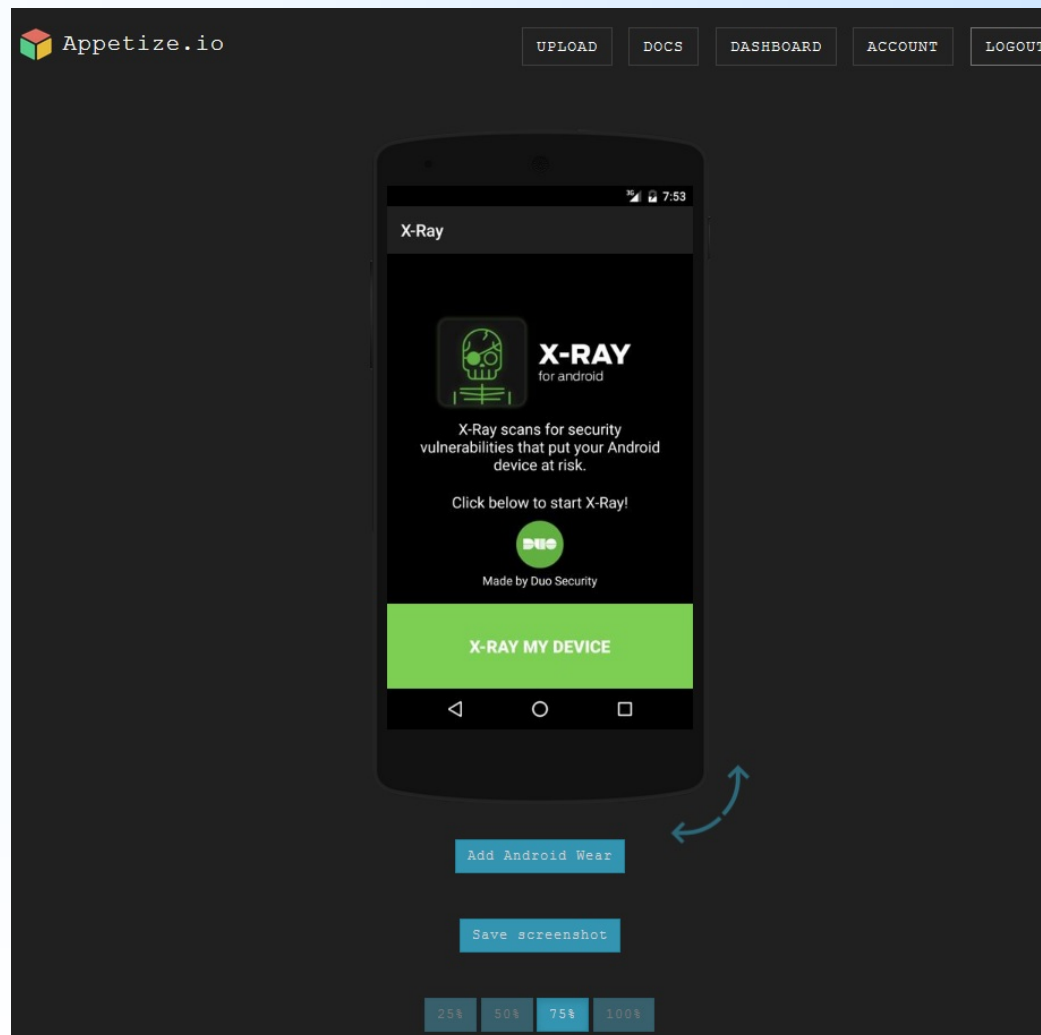 Appetize.io
UPLOAD DOCS DASHBOARD ACCOUNT LOGOUT
3G 7:53
X-Ray
X-RAY
for android
X-Ray scans for security
vulnerabilities that put your Android
device at risk.
Click below to start X-Ray!
DUO
Made by Duo Security
X-RAY MY DEVICE
Add Android Wear
Save screenshot
25% 50% 75% 100%